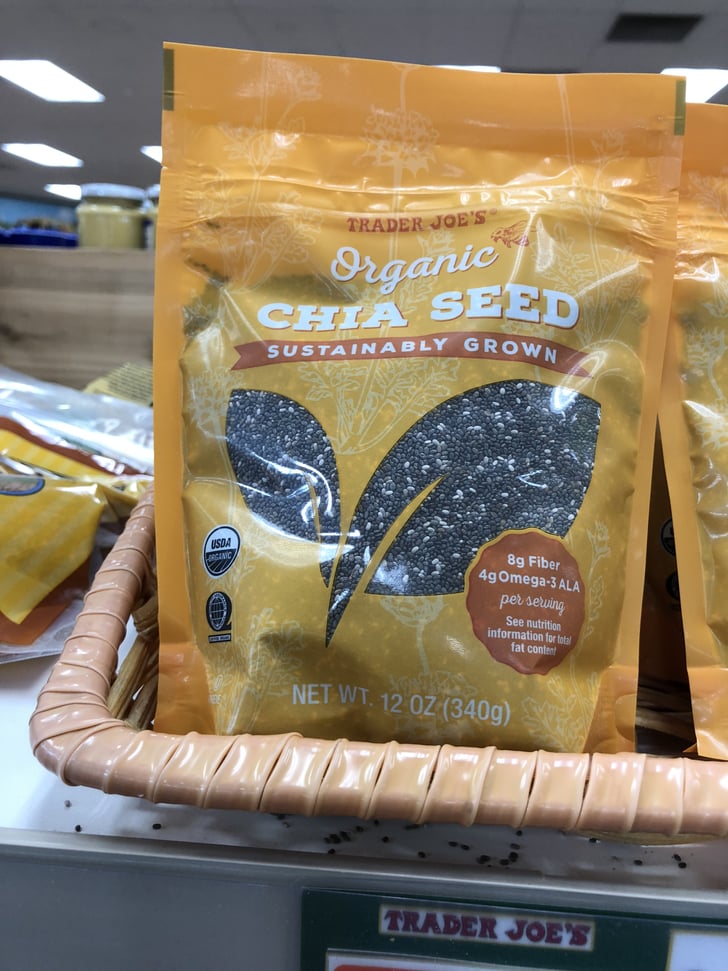 TRADER JOE'S
Organic
CHIA SEED
SUSTAINABLY GROWN
USDA
ORGANIC
8g Fiber
4g Omega-3 ALA
per serving
See nutrition
information for total
fat content
NET WT. 12 OZ (340g)
TRADER JOE'S